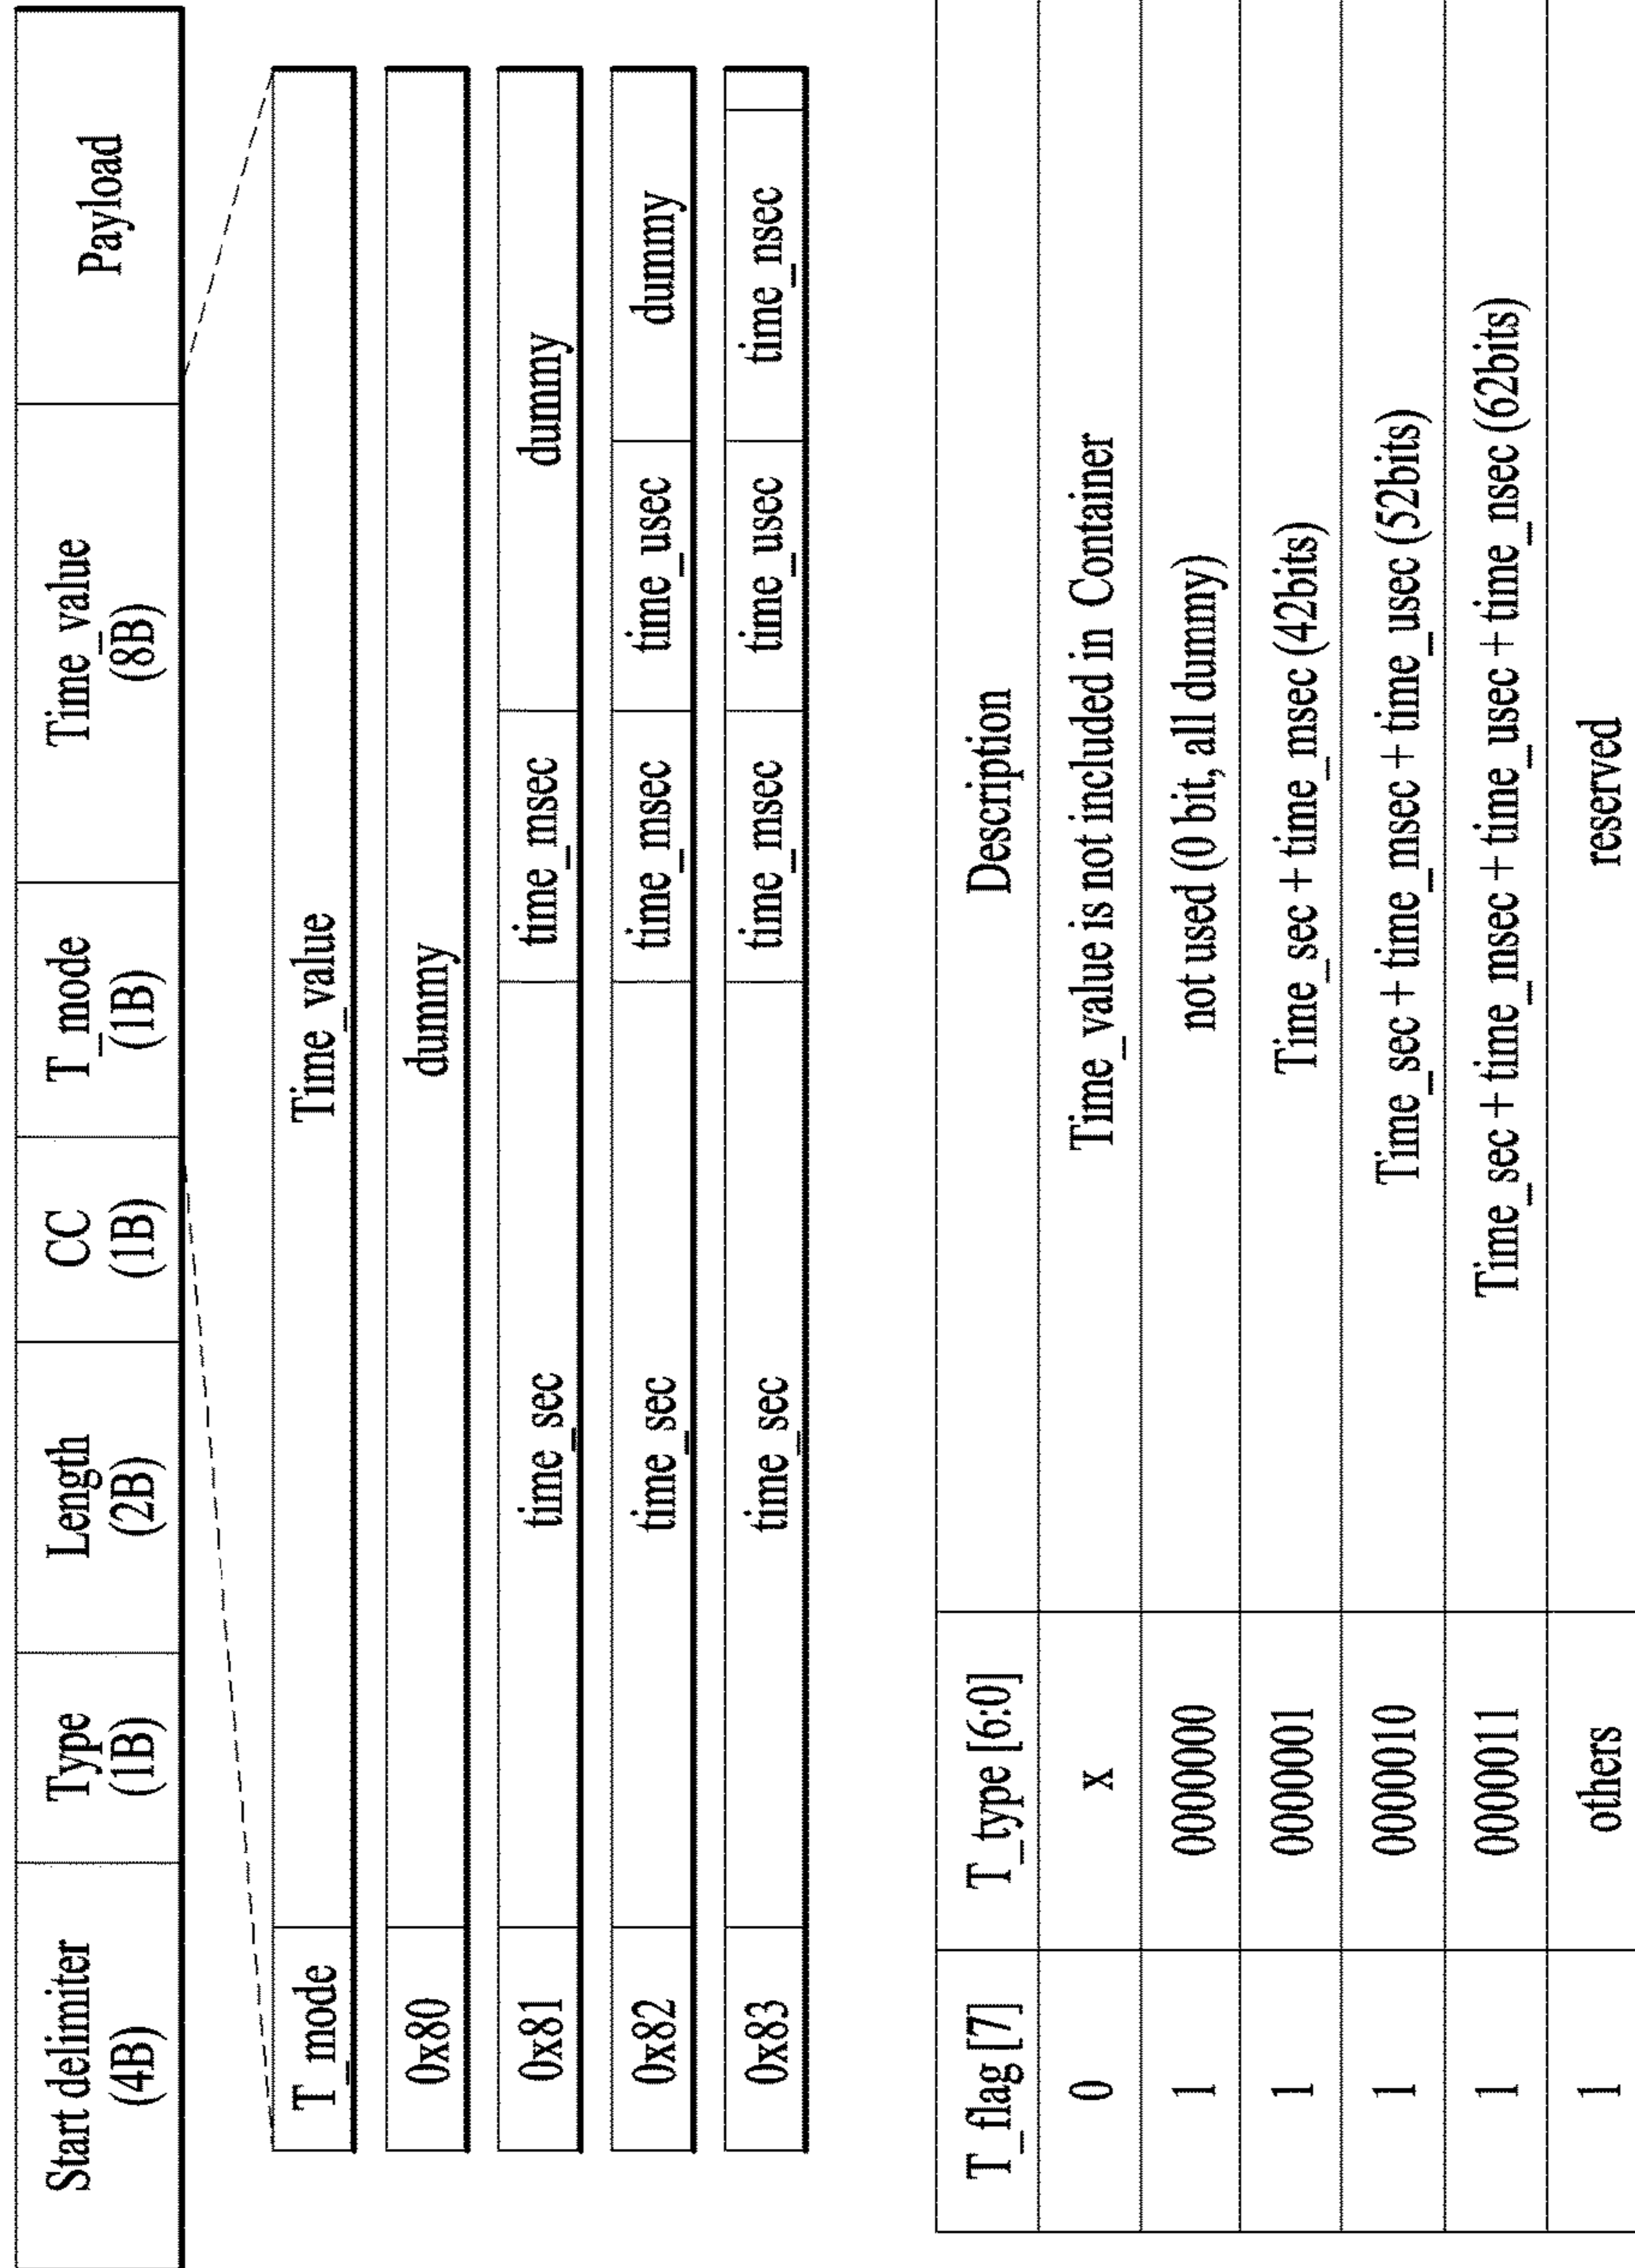 Start delimiter
(4B)
Type
(1B)
Length
(2B)
CC
(1B)
T_mode
(1B)
Time_value
(8B)
Payload
T_mode
Time_value
0x80
dummy
0x81
time_sec
time_msec
dummy
0x82
time_sec
time_msec
time_usec
dummy
0x83
time_sec
time_msec
time_usec
time_nsec
T_flag [7]
T_type [6:0]
Description
0
x
Time_value is not included in Container
1
0000000
not used (0 bit, all dummy)
1
0000001
Time_sec + time_msec (42bits)
1
0000010
Time_sec + time_msec + time_usec (52bits)
1
0000011
Time_sec + time_msec + time_usec + time_nsec (62bits)
1
others
reserved